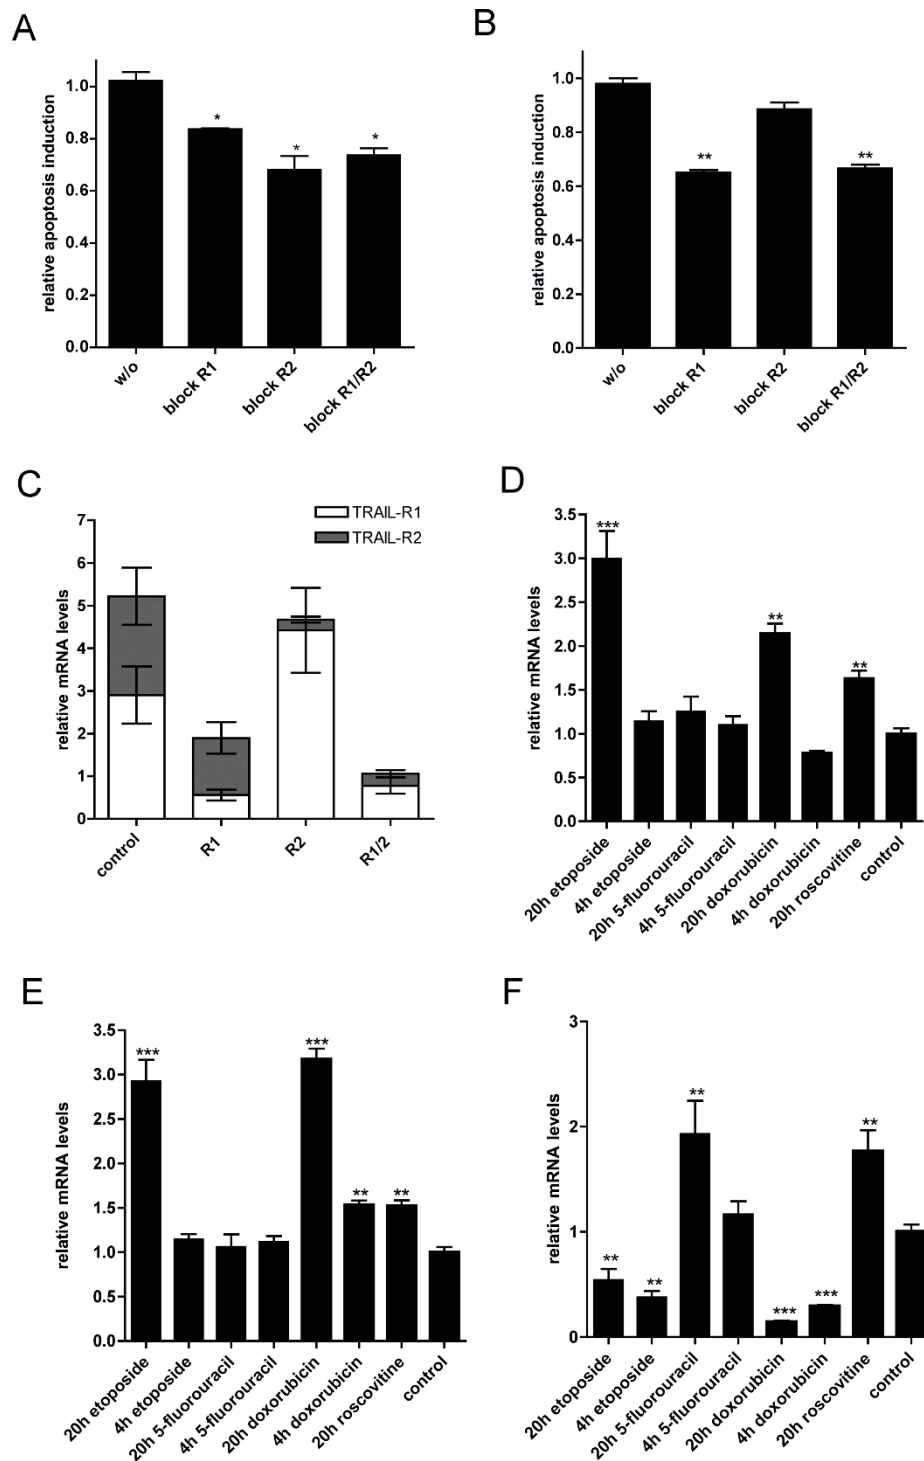 A
relative apoptosis induction
1.0
0.8
0.6
0.4
0.2
0.0
*
*
*
w/o
block R1
block R2
block R1/R2
B
relative apoptosis induction
1.0
0.8
0.6
0.4
0.2
0.0
**
**
w/o
block R1
block R2
block R1/R2
C
TRAIL-R1
TRAIL-R2
relative mRNA levels
7
6
5
4
3
2
1
0
control
R1
R2
R1/2
D
relative mRNA levels
3.5
3.0
2.5
2.0
1.5
1.0
0.5
0.0
***
**
**
20h etoposide
4h etoposide
20h 5-fluorouracil
4h 5-fluorouracil
20h doxorubicin
4h doxorubicin
20h roscovitine
control
E
relative mRNA levels
3.5
3.0
2.5
2.0
1.5
1.0
0.5
0.0
***
***
**
**
20h etoposide
4h etoposide
20h 5-fluorouracil
4h 5-fluorouracil
20h doxorubicin
4h doxorubicin
20h roscovitine
control
F
relative mRNA levels
3
2
1
0
**
**
**
***
***
**
20h etoposide
4h etoposide
20h 5-fluorouracil
4h 5-fluorouracil
20h doxorubicin
4h doxorubicin
20h roscovitine
control